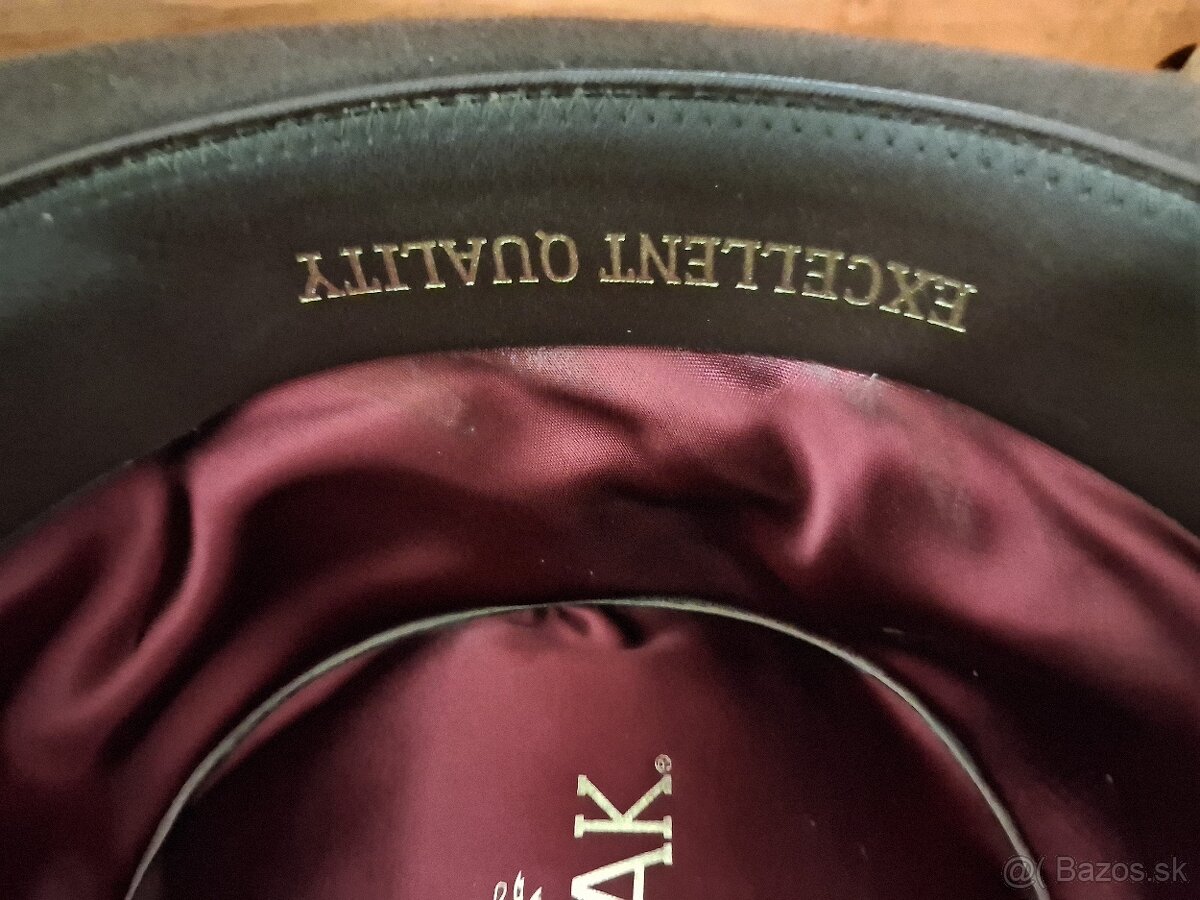 EXCELLENT QUALITY
AK®
@( Bazos.sk